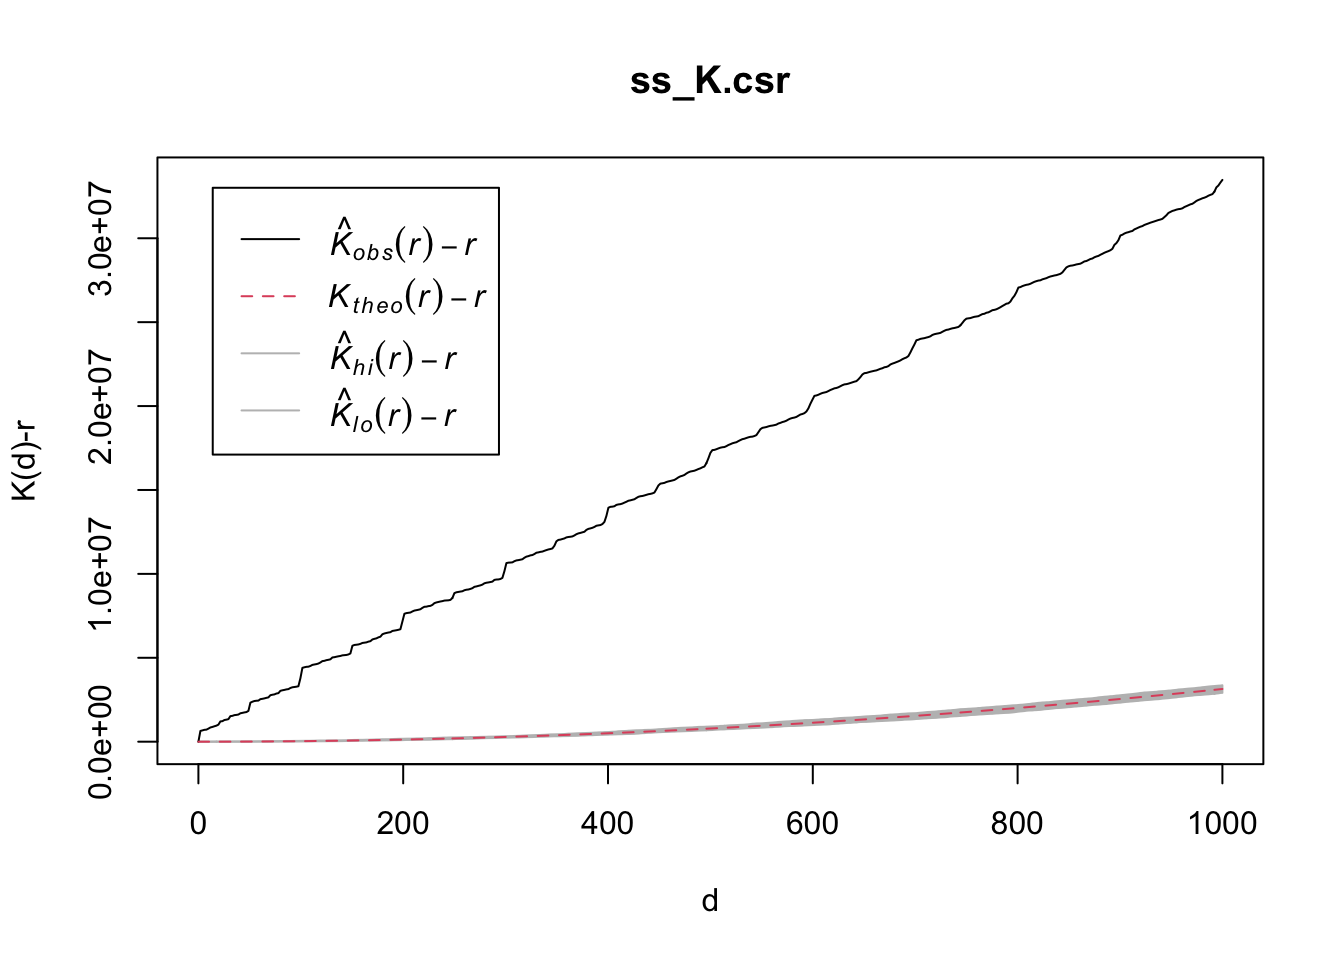 ss_K.csr
K̂obs(r) − r
Ktheo(r) − r
K̂hi(r) − r
K̂lo(r) − r
K(d)-r
0.0e+00 1.0e+07 2.0e+07 3.0e+07
0 200 400 600 800 1000
d